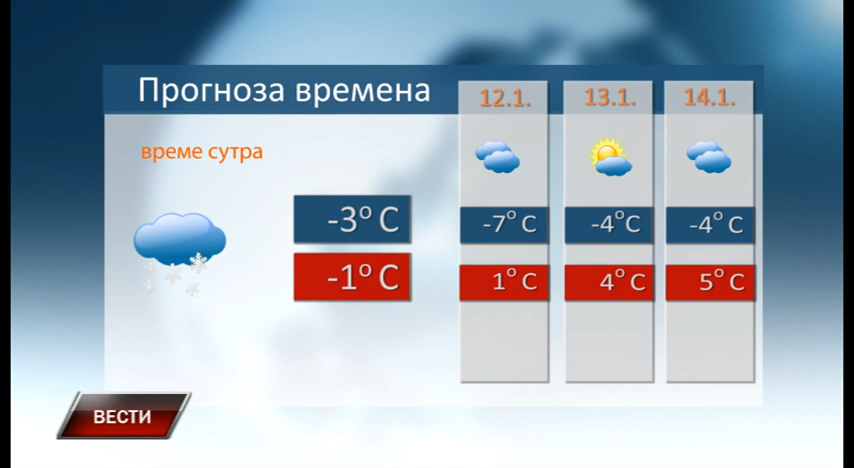 Прогноза времена
време сутра
-3° C
-1° C
12.1.
-7° C
1° C
13.1.
-4°C
4° C
14.1.
-4° C
5° C
ВЕСТИ